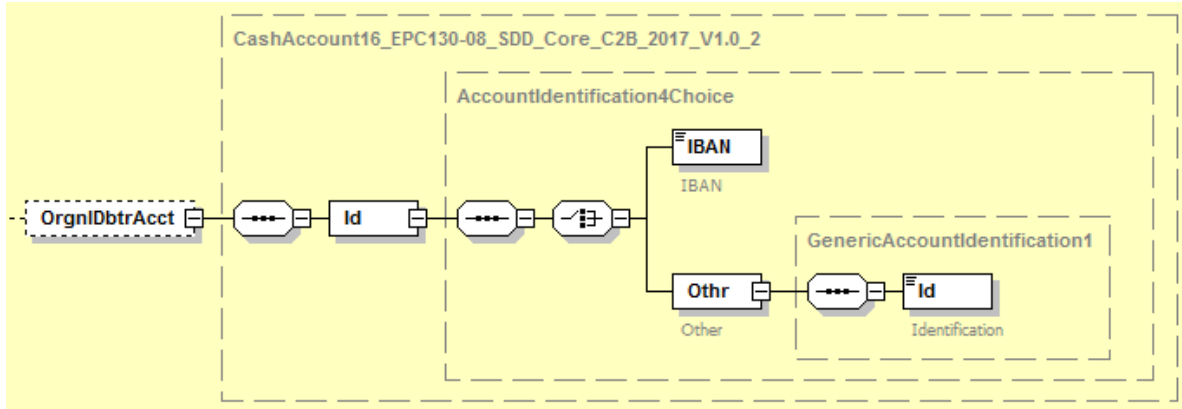 CashAccount16_EPC130-08_SDD_Core_C2B_2017_V1.0_2
AccountIdentification4Choice
IBAN
IBAN
OrgnlDbtrAcct
Id
GenericAccountIdentification1
Othr
Id
Other
Identification